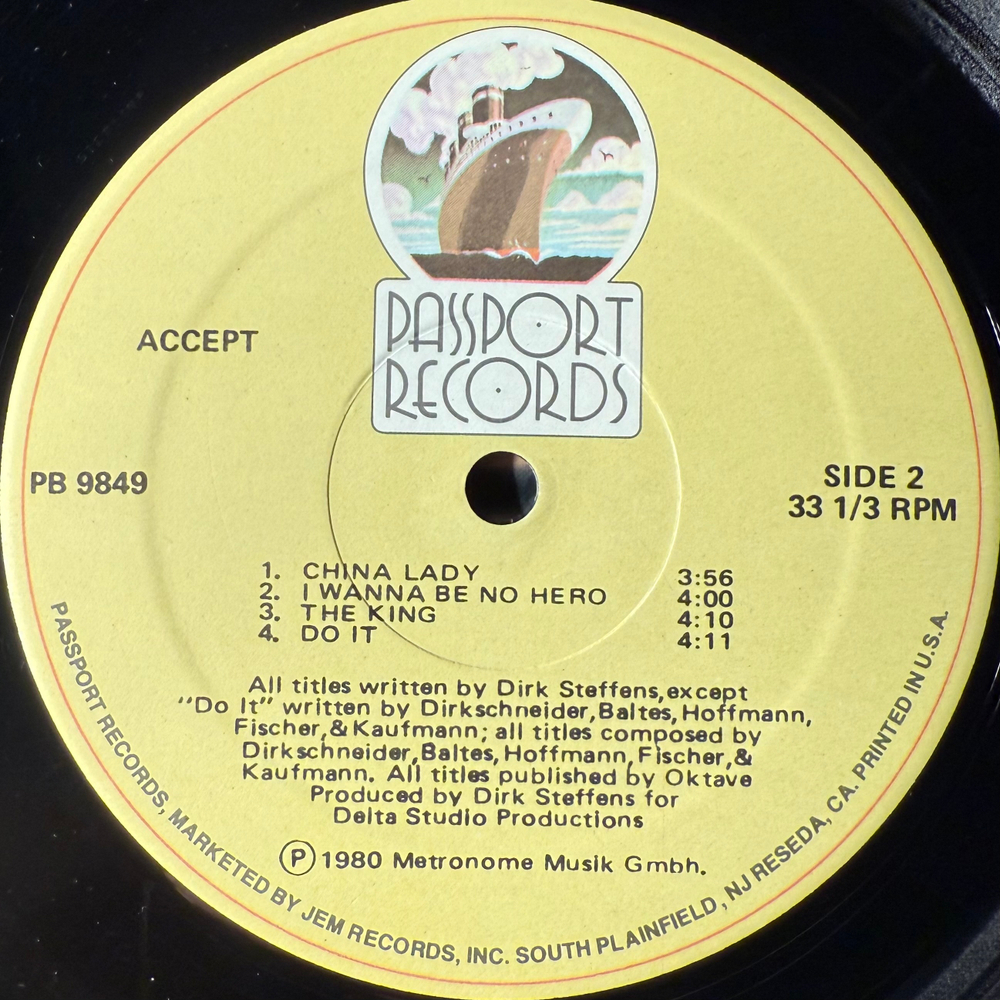 PASSPORT
RECORDS
ACCEPT
PB 9849
SIDE 2
33 1/3 RPM
1. CHINA LADY 3:56
2. I WANNA BE NO HERO 4:00
3. THE KING 4:10
4. DO IT 4:11
All titles written by Dirk Steffens, except
"Do It" written by Dirkschneider, Baltes, Hoffmann,
Fischer, & Kaufmann; all titles composed by
Dirkschneider, Baltes, Hoffmann, Fischer, &
Kaufmann. All titles published by Oktave
Produced by Dirk Steffens for
Delta Studio Productions
Ⓟ 1980 Metronome Musik Gmbh.
PASSPORT RECORDS, MARKETED BY JEM RECORDS, INC. SOUTH PLAINFIELD, NJ RESEDA, CA. PRINTED IN U.S.A.